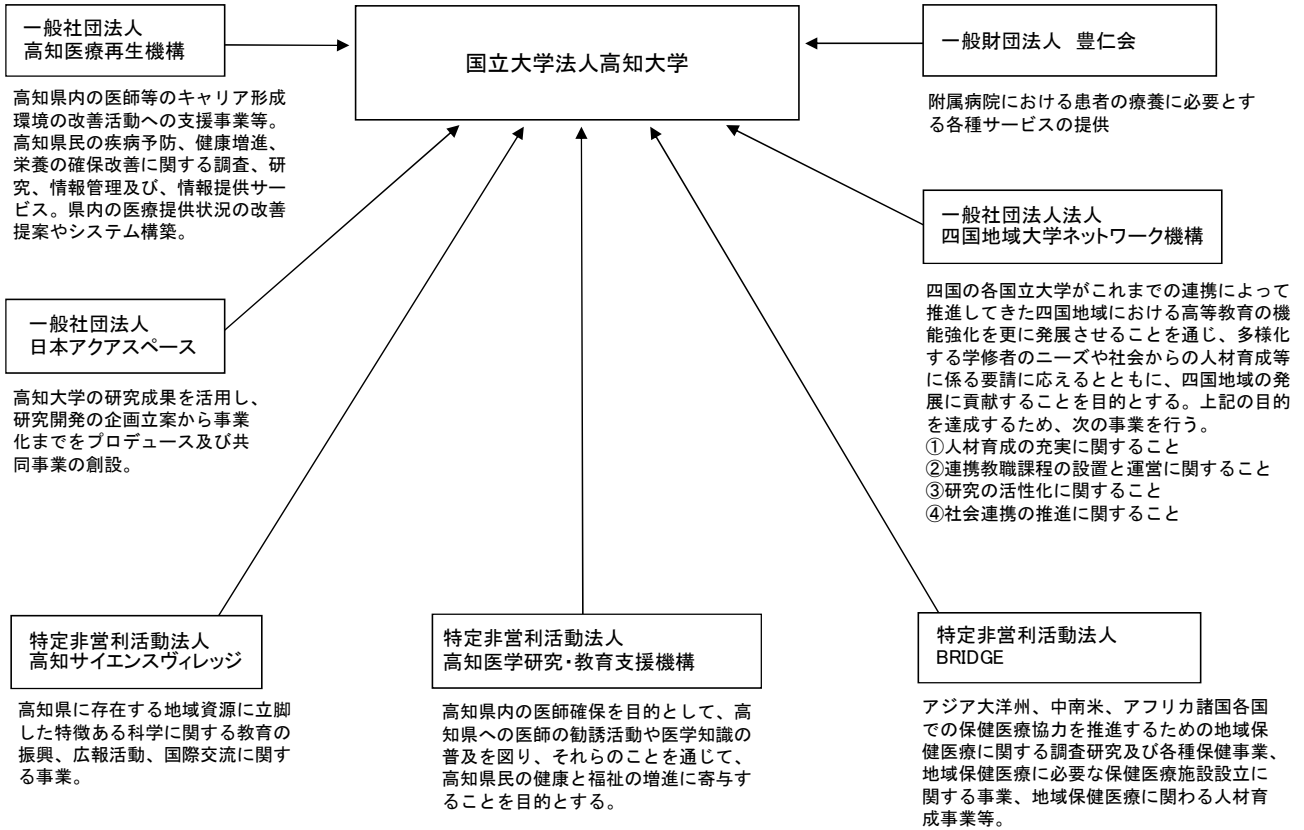 一般社団法人
高知医療再生機構
高知県内の医師等のキャリア形成
環境の改善活動への支援事業等。
高知県民の疾病予防、健康増進、
栄養の確保改善に関する調査、研
究、情報管理及び、情報提供サー
ビス。県内の医療提供状況の改善
提案やシステム構築。
国立大学法人高知大学
一般財団法人 豊仁会
附属病院における患者の療養に必要とす
る各種サービスの提供
一般社団法人
日本アクアスペース
高知大学の研究成果を活用し、
研究開発の企画立案から事業
化までをプロデュース及び共
同事業の創設。
一般社団法人法人
四国地域大学ネットワーク機構
四国の各国立大学がこれまでの連携によって
推進してきた四国地域における高等教育の機
能強化を更に発展させることを通じ、多様化
する学修者のニーズや社会からの人材育成等
に係る要請に応えるとともに、四国地域の発
展に貢献することを目的とする。上記の目的
を達成するため、次の事業を行う。
①人材育成の充実に関すること
②連携教職課程の設置と運営に関すること
③研究の活性化に関すること
④社会連携の推進に関すること
特定非営利活動法人
高知サイエンスヴィレッジ
高知県に存在する地域資源に立脚
した特徴ある科学に関する教育の
振興、広報活動、国際交流に関す
る事業。
特定非営利活動法人
高知医学研究・教育支援機構
高知県内の医師確保を目的として、高
知県への医師の勧誘活動や医学知識の
普及を図り、それらのことを通じて、
高知県民の健康と福祉の増進に寄与す
ることを目的とする。
特定非営利活動法人
BRIDGE
アジア大洋州、中南米、アフリカ諸国各国
での保健医療協力を推進するための地域保
健医療に関する調査研究及び各種保健事業、
地域保健医療に必要な保健医療施設設立に
関する事業、地域保健医療に関わる人材育
成事業等。